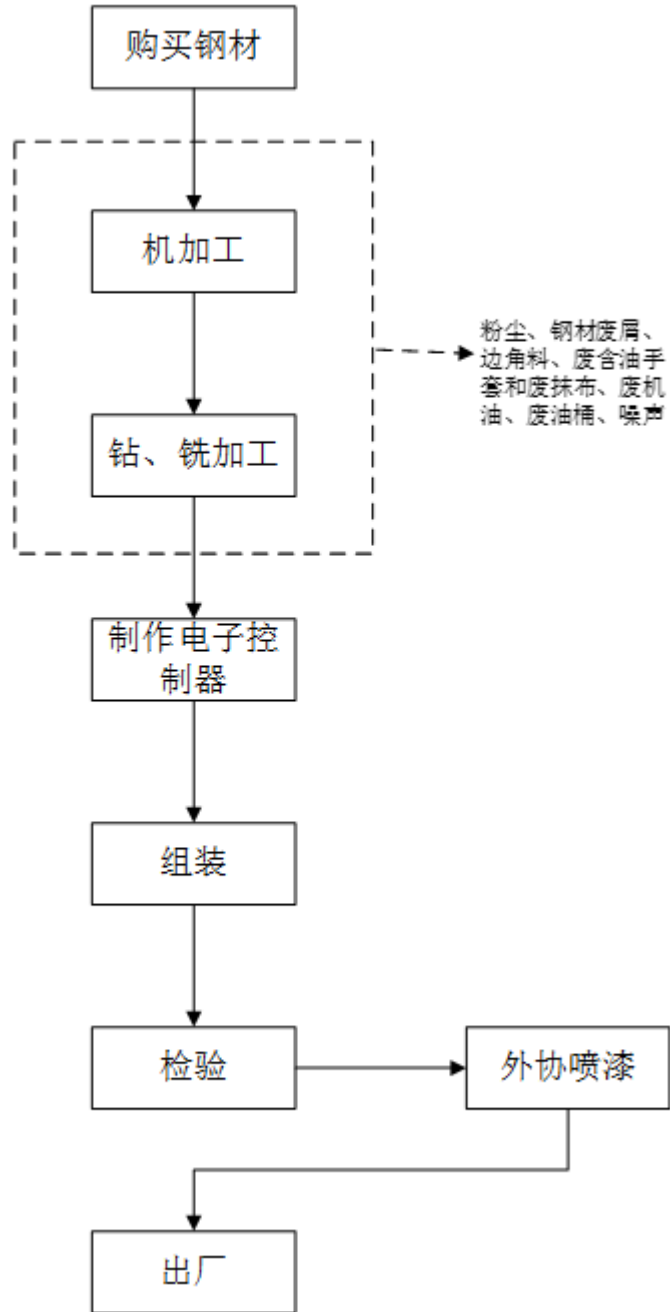 购买钢材
机加工
粉尘、钢材废屑、
边角料、废含油手
套和废抹布、废机
油、废油桶、噪声
钻、铣加工
制作电子控
制器
组装
检验
外协喷漆
出厂